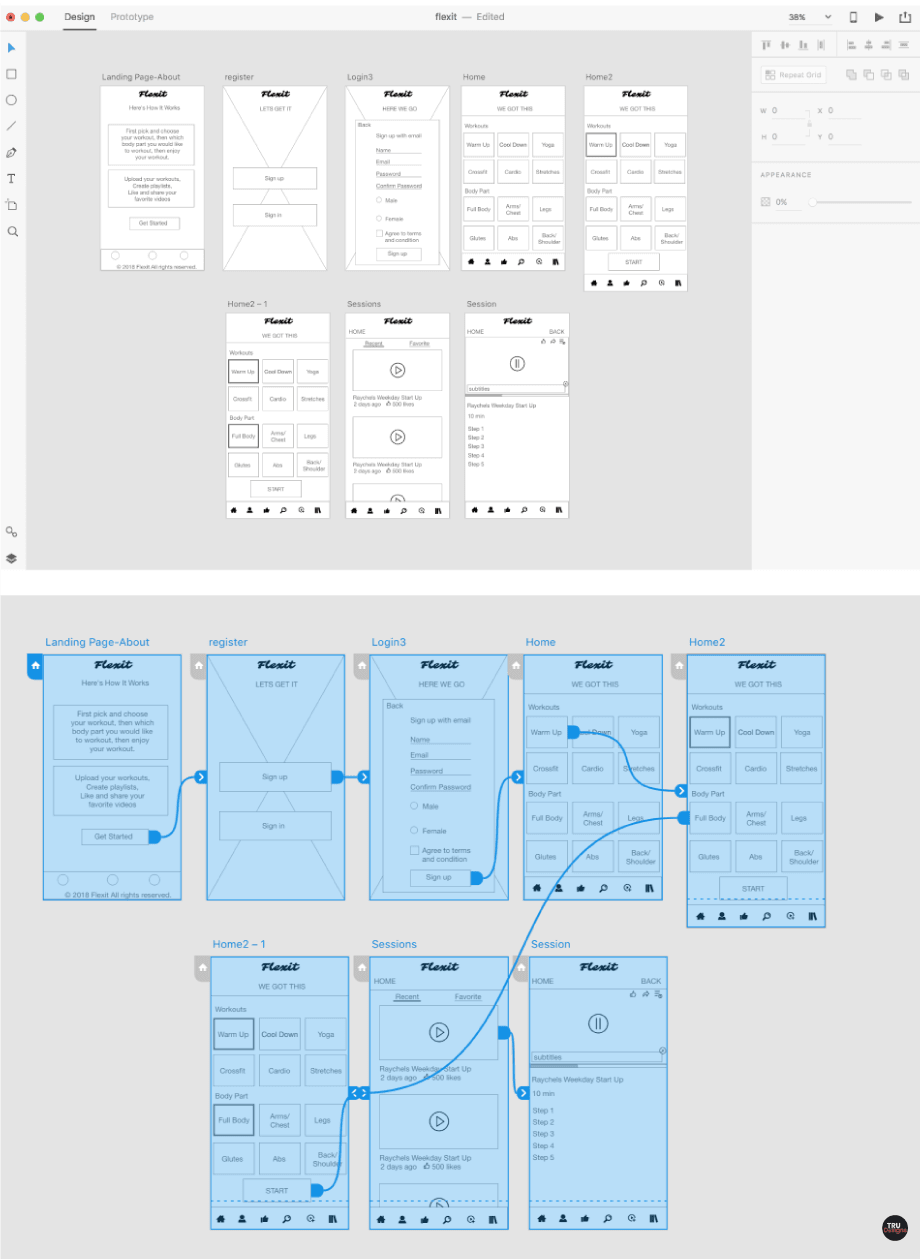 Design Prototype flexit — Edited 38%
Landing Page-About
Flexit
Here's How It Works
First pick and choose
your workout, then which
body part you would like
to workout, then enjoy
your workout.
Upload your workouts,
Create playlists,
Like and share your
favorite videos
Get Started
© 2018 Flexit All rights reserved.
register
Flexit
LETS GET IT
Sign up
Sign in
Login3
Flexit
HERE WE GO
Back
Sign up with email
Name
Email
Password
Confirm Password
Male
Female
Agree to terms
and condition
Sign up
Home
Flexit
WE GOT THIS
Workouts
Warm Up Cool Down Yoga
Crossfit Cardio Stretches
Body Part
Full Body Arms/
Chest Legs
Glutes Abs Back/
Shoulder
Home2
Flexit
WE GOT THIS
Workouts
Warm Up Cool Down Yoga
Crossfit Cardio Stretches
Body Part
Full Body Arms/
Chest Legs
Glutes Abs Back/
Shoulder
START
Repeat Grid
W 0 X 0
H 0 Y 0
APPEARANCE
0%
Home2 – 1
Flexit
WE GOT THIS
Workouts
Warm Up Cool Down Yoga
Crossfit Cardio Stretches
Body Part
Full Body Arms/
Chest Legs
Glutes Abs Back/
Shoulder
START
Sessions
Flexit
HOME
Recent Favorite
Raychels Weekday Start Up
2 days ago 500 likes
Raychels Weekday Start Up
2 days ago 500 likes
Session
Flexit
HOME BACK
subtitles
Raychels Weekday Start Up
10 min
Step 1
Step 2
Step 3
Step 4
Step 5
Landing Page-About
Flexit
Here's How It Works
First pick and choose
your workout, then which
body part you would like
to workout, then enjoy
your workout.
Upload your workouts,
Create playlists,
Like and share your
favorite videos
Get Started
© 2018 Flexit All rights reserved.
register
Flexit
LETS GET IT
Sign up
Sign in
Login3
Flexit
HERE WE GO
Back
Sign up with email
Name
Email
Password
Confirm Password
Male
Female
Agree to terms
and condition
Sign up
Home
Flexit
WE GOT THIS
Workouts
Warm Up Cool Down Yoga
Crossfit Cardio Stretches
Body Part
Full Body Arms/
Chest Legs
Glutes Abs Back/
Shoulder
Home2
Flexit
WE GOT THIS
Workouts
Warm Up Cool Down Yoga
Crossfit Cardio Stretches
Body Part
Full Body Arms/
Chest Legs
Glutes Abs Back/
Shoulder
START
Home2 – 1
Flexit
WE GOT THIS
Workouts
Warm Up Cool Down Yoga
Crossfit Cardio Stretches
Body Part
Full Body Arms/
Chest Legs
Glutes Abs Back/
Shoulder
START
Sessions
Flexit
HOME
Recent Favorite
Raychels Weekday Start Up
2 days ago 500 likes
Raychels Weekday Start Up
2 days ago 500 likes
Session
Flexit
HOME BACK
subtitles
Raychels Weekday Start Up
10 min
Step 1
Step 2
Step 3
Step 4
Step 5
TRU
Designs